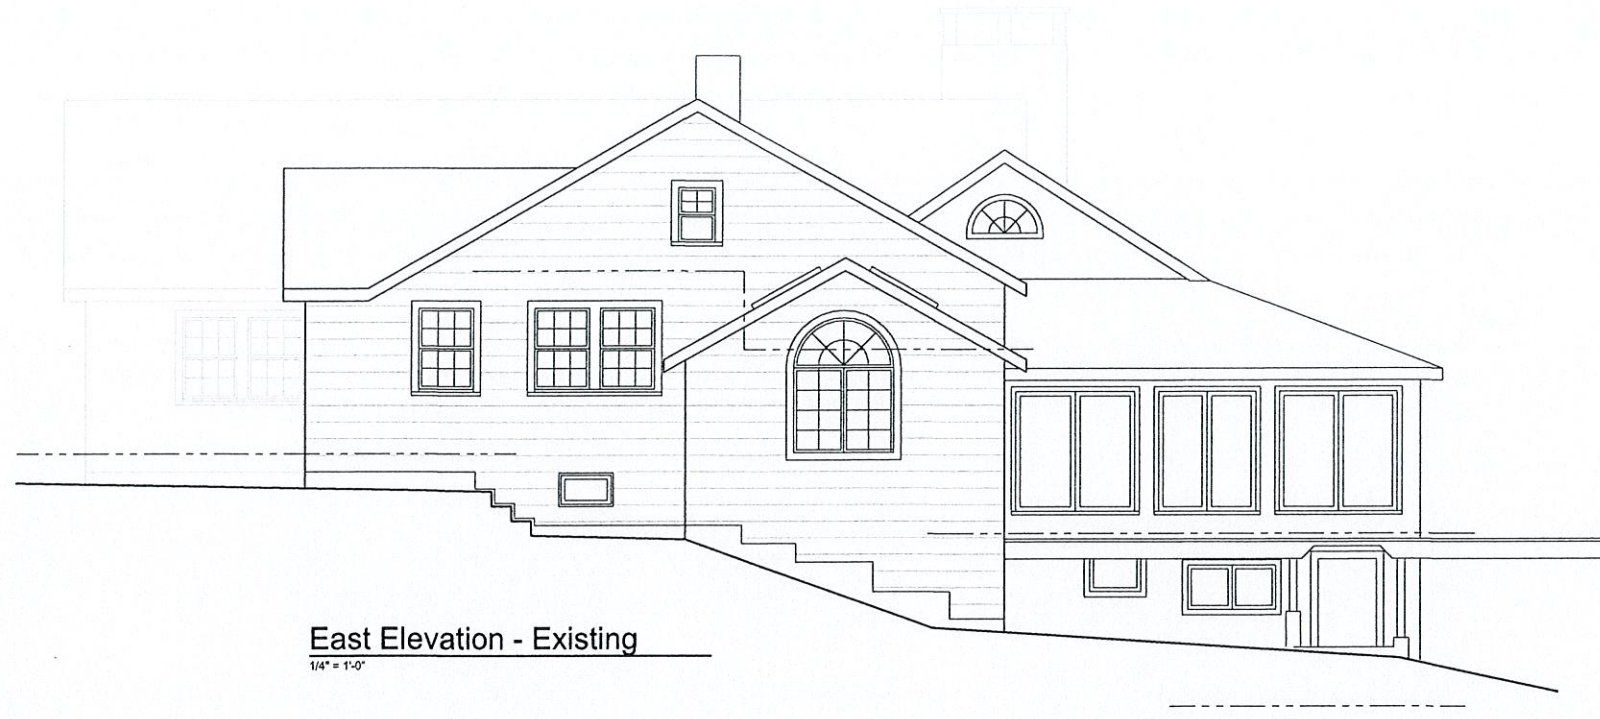 East Elevation - Existing
1/4" = 1'-0"